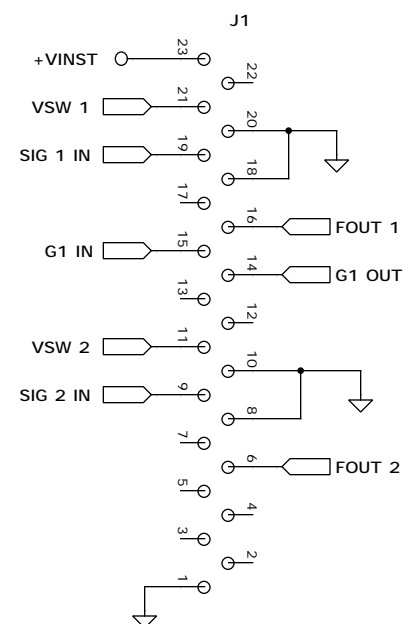 J1
+VINST
23
22
VSW 1
21
20
SIG 1 IN
19
18
17
16
FOUT 1
G1 IN
15
14
G1 OUT
13
12
VSW 2
11
10
SIG 2 IN
9
8
7
6
FOUT 2
5
4
3
2
1